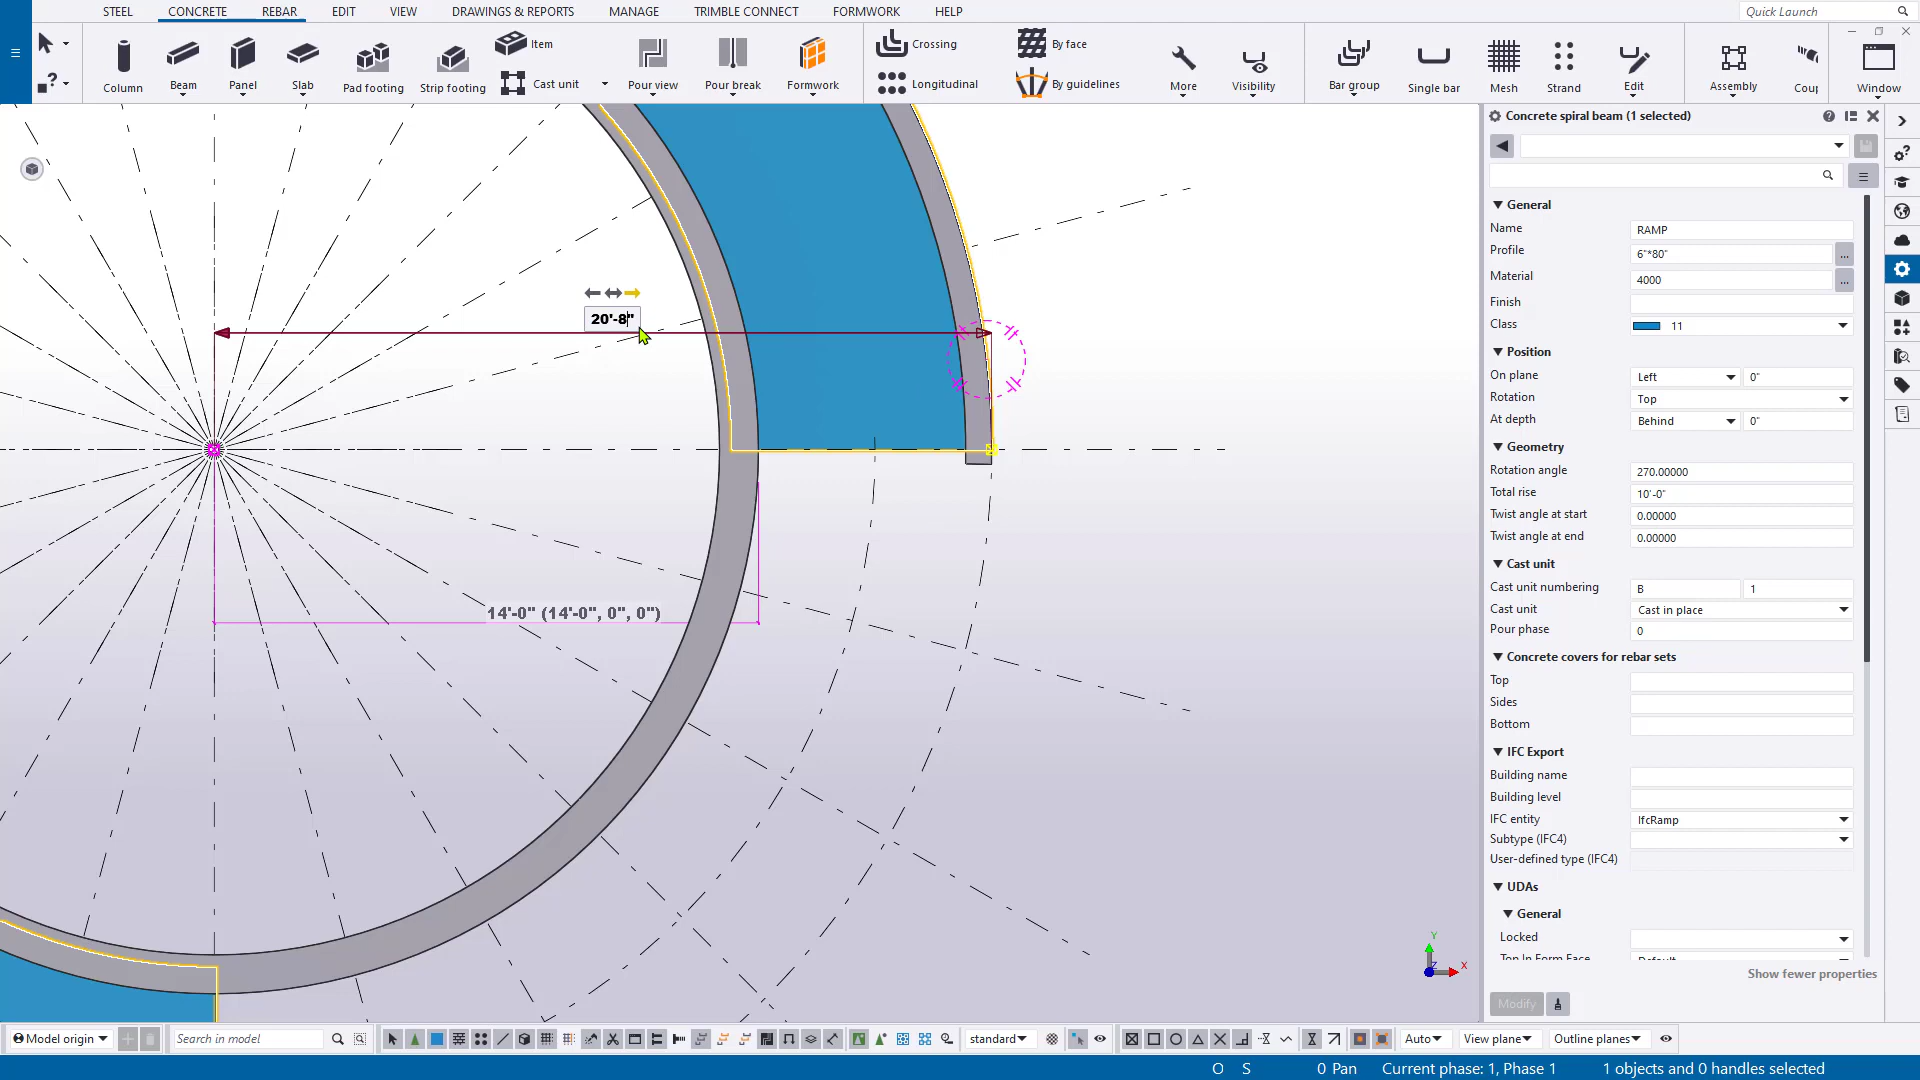 STEEL CONCRETE REBAR EDIT VIEW DRAWINGS & REPORTS MANAGE TRIMBLE CONNECT FORMWORK HELP
Quick Launch
Column
Beam
Panel
Slab
Pad footing
Strip footing
Item
Cast unit
Pour view
Pour break
Formwork
Crossing
Longitudinal
By face
By guidelines
More
Visibility
Bar group
Single bar
Mesh
Strand
Edit
Assembly
Window
Concrete spiral beam (1 selected)
General
Name RAMP
Profile 6"*80"
Material 4000
Finish
Class 11
Position
On plane Left 0"
Rotation Top
At depth Behind 0"
Geometry
Rotation angle 270.00000
Total rise 10'-0"
Twist angle at start 0.00000
Twist angle at end 0.00000
Cast unit
Cast unit numbering B 1
Cast unit Cast in place
Pour phase 0
Concrete covers for rebar sets
Top
Sides
Bottom
IFC Export
Building name
Building level
IFC entity IfcRamp
Subtype (IFC4)
User-defined type (IFC4)
UDAs
General
Locked
Show fewer properties
Modify
20'-8"
14'-0" (14'-0", 0", 0")
Y
X
Z
Model origin
Search in model
standard
Auto
View plane
Outline planes
O S 0 Pan Current phase: 1, Phase 1 1 objects and 0 handles selected